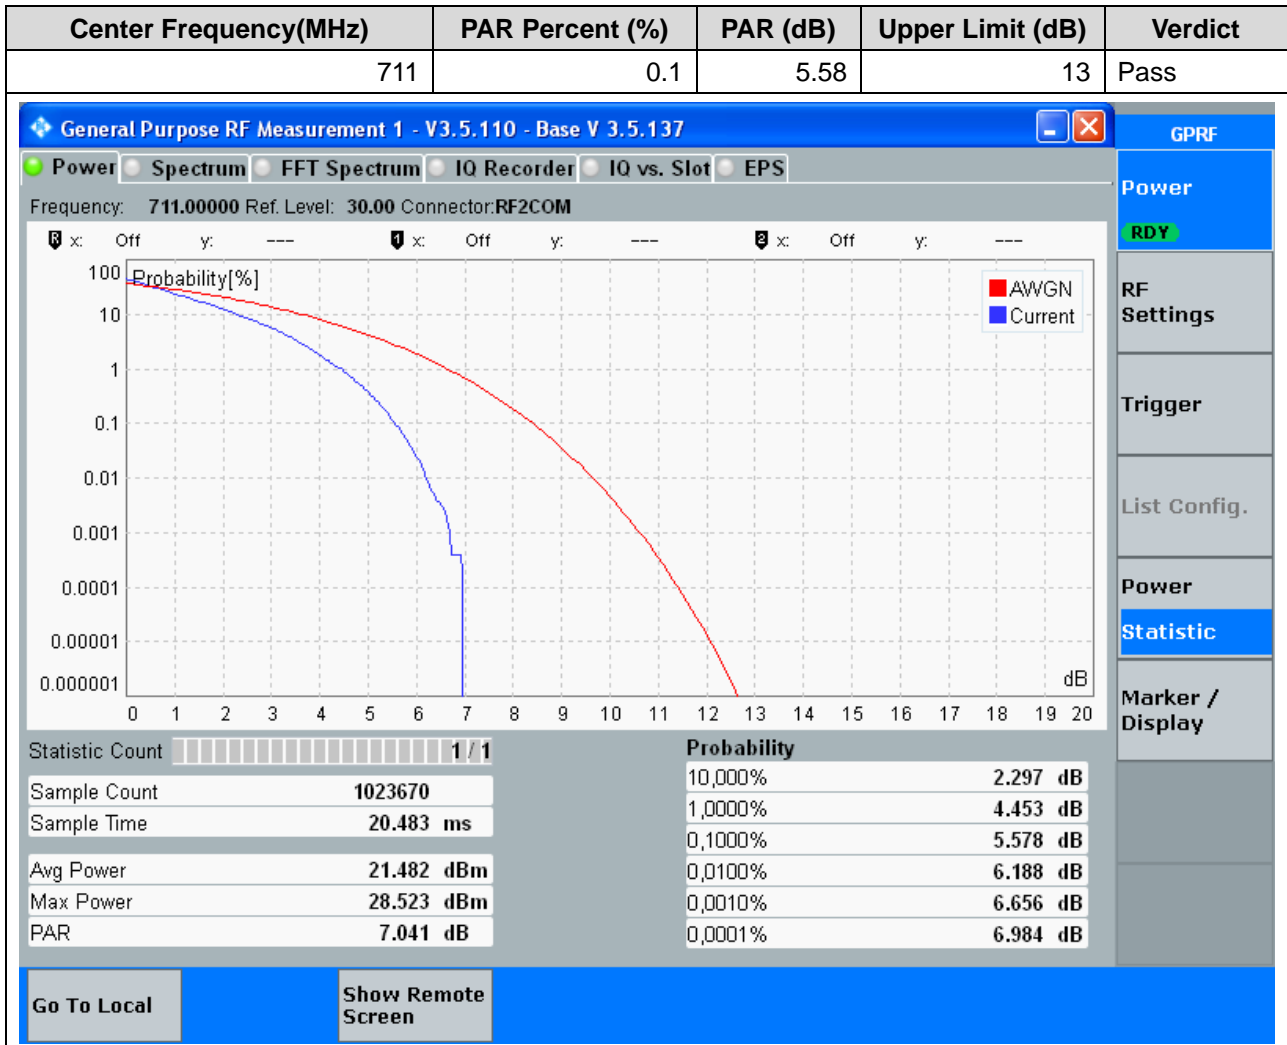 Center Frequency(MHz) PAR Percent (%) PAR (dB) Upper Limit (dB) Verdict
711 0.1 5.58 13 Pass
General Purpose RF Measurement 1 - V3.5.110 - Base V 3.5.137
GPRF
Power Spectrum FFT Spectrum IQ Recorder IQ vs. Slot EPS
Frequency: 711.00000 Ref. Level: 30.00 Connector:RF2COM
R x: Off y: --- 1 x: Off y: --- 2 x: Off y: ---
Probability[%]
100
10
1
0.1
0.01
0.001
0.0001
0.00001
0.000001
AWGN
Current
dB
0 1 2 3 4 5 6 7 8 9 10 11 12 13 14 15 16 17 18 19 20
Statistic Count 1 / 1
Sample Count 1023670
Sample Time 20.483 ms
Avg Power 21.482 dBm
Max Power 28.523 dBm
PAR 7.041 dB
Probability
10,000% 2.297 dB
1,0000% 4.453 dB
0,1000% 5.578 dB
0,0100% 6.188 dB
0,0010% 6.656 dB
0,0001% 6.984 dB
Power
RDY
RF
Settings
Trigger
List Config.
Power
Statistic
Marker /
Display
Go To Local
Show Remote
Screen